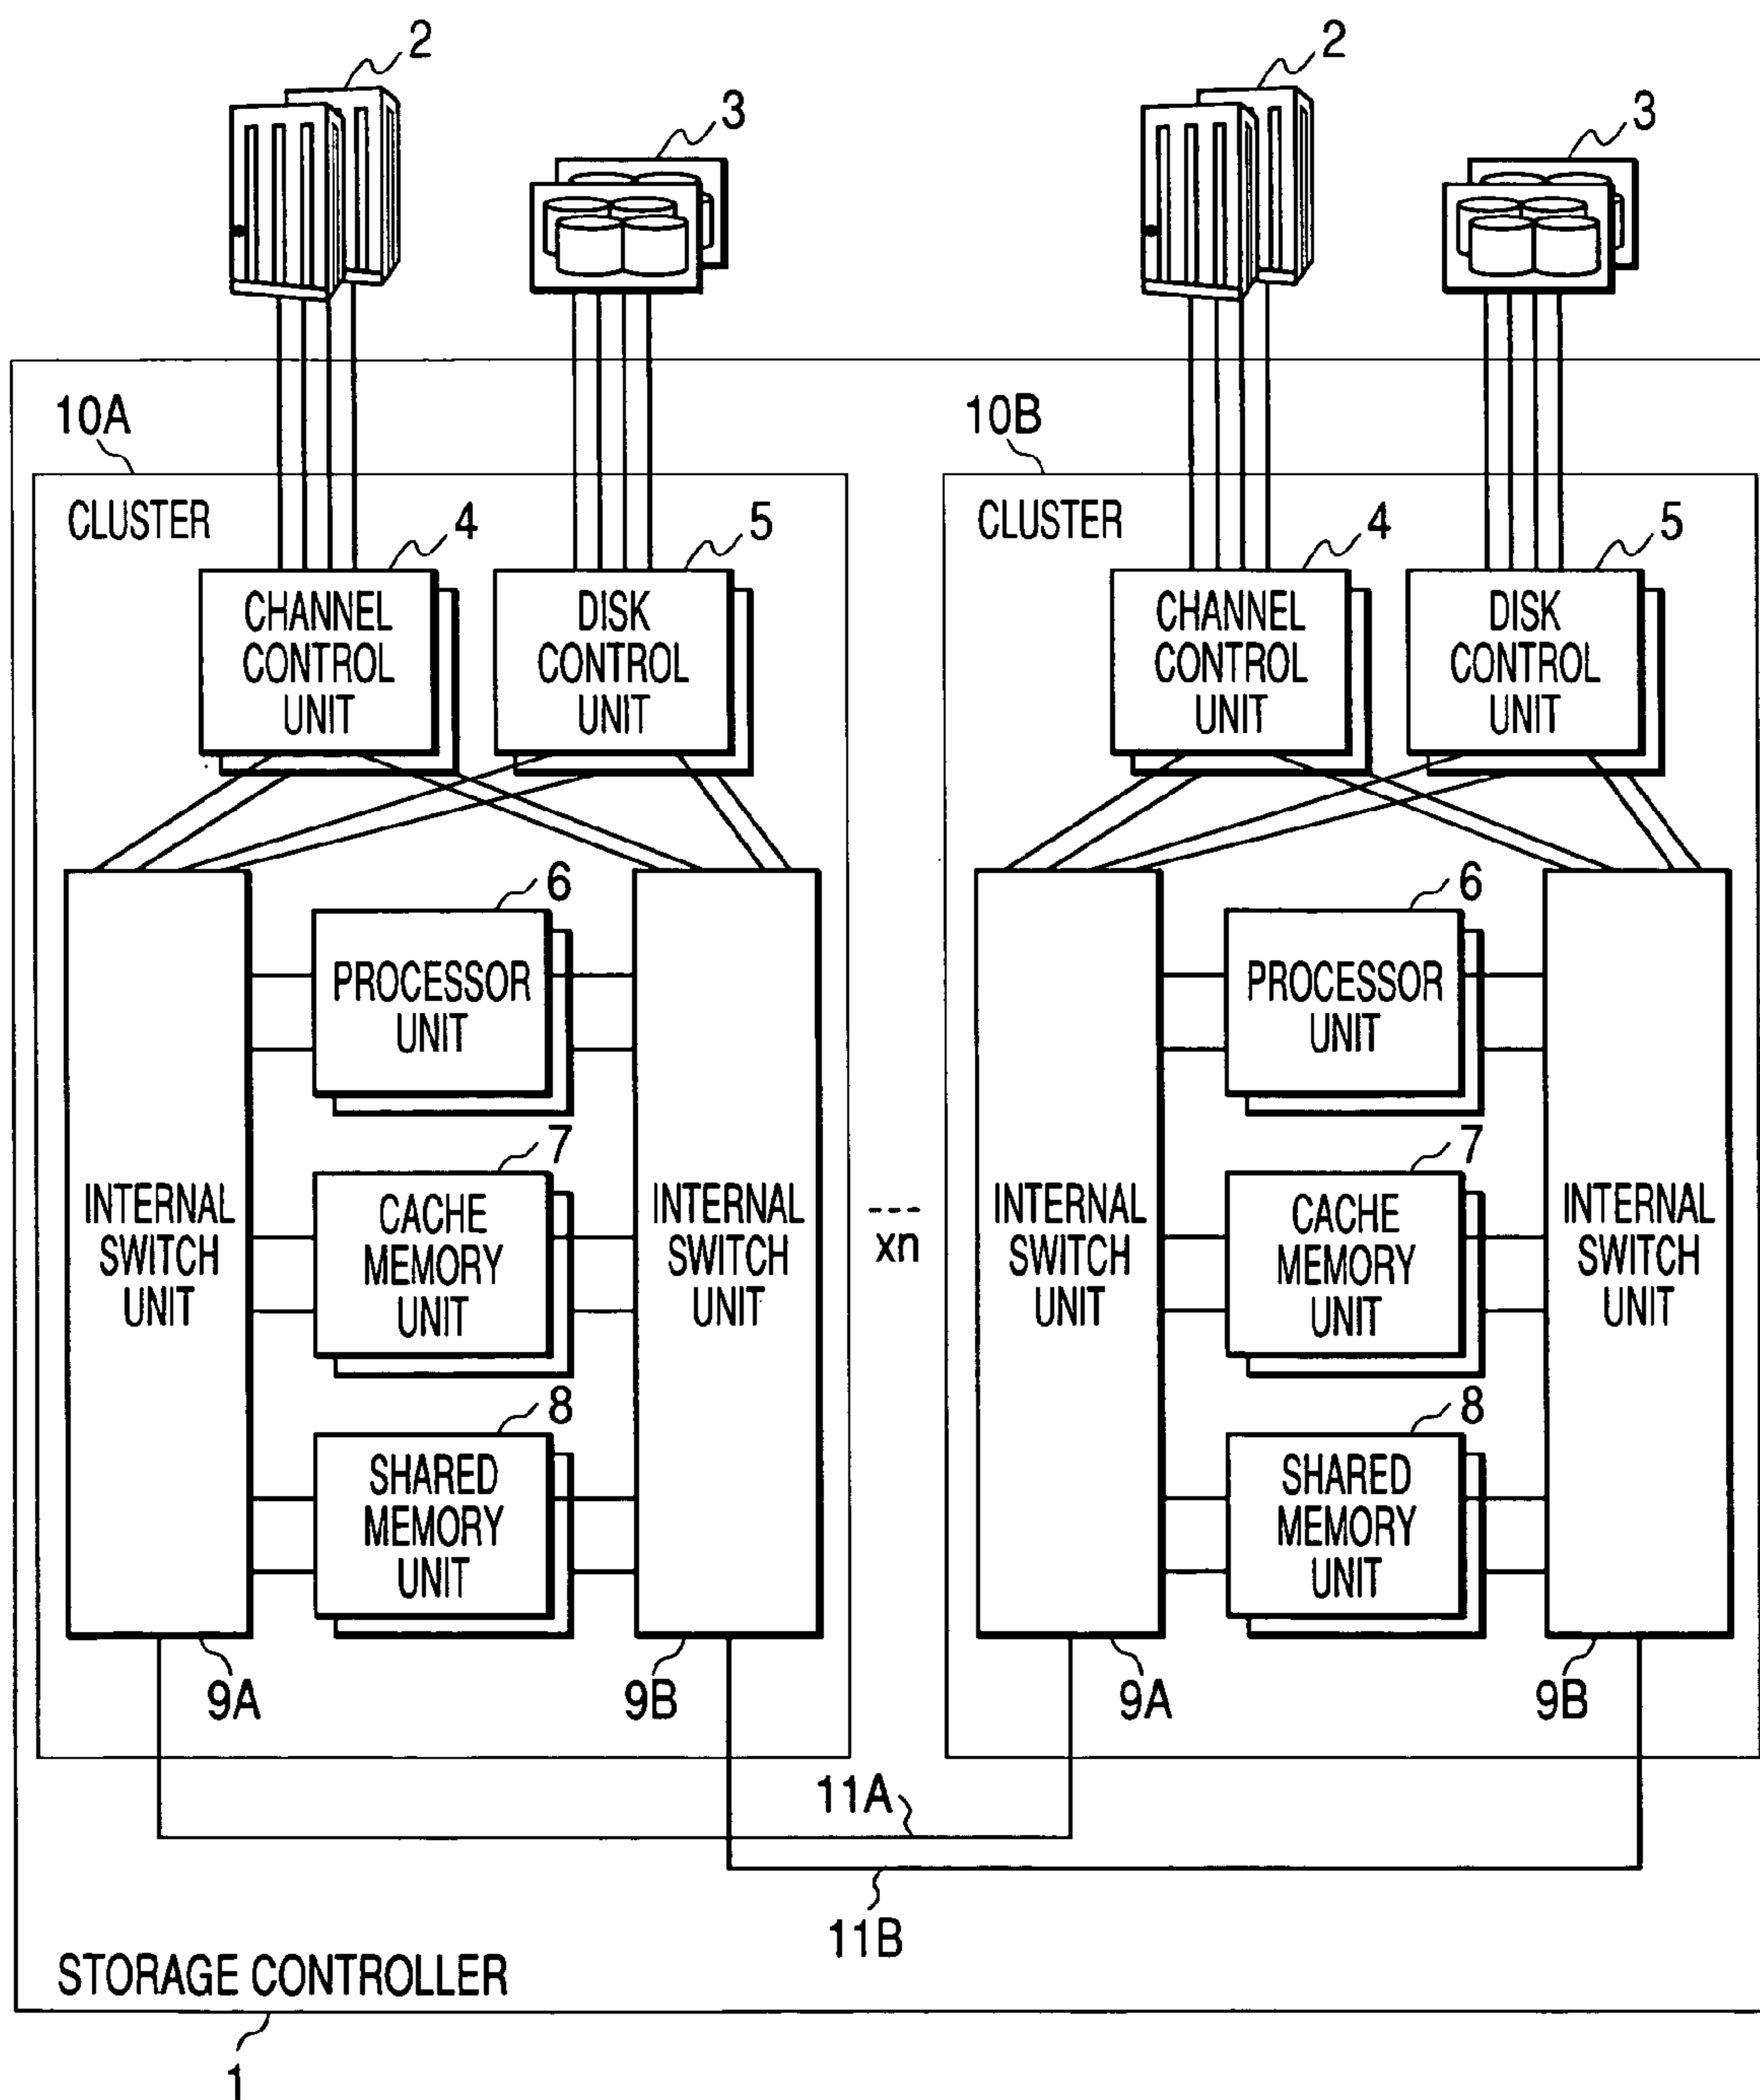 2
2
3
3
10A
10B
CLUSTER
CLUSTER
4
5
4
5
CHANNEL
CONTROL
UNIT
DISK
CONTROL
UNIT
CHANNEL
CONTROL
UNIT
DISK
CONTROL
UNIT
6
PROCESSOR
UNIT
6
PROCESSOR
UNIT
7
CACHE
MEMORY
UNIT
7
CACHE
MEMORY
UNIT
INTERNAL
SWITCH
UNIT
INTERNAL
SWITCH
UNIT
xn
INTERNAL
SWITCH
UNIT
INTERNAL
SWITCH
UNIT
8
SHARED
MEMORY
UNIT
8
SHARED
MEMORY
UNIT
9A
9B
9A
9B
11A
11B
STORAGE CONTROLLER
1